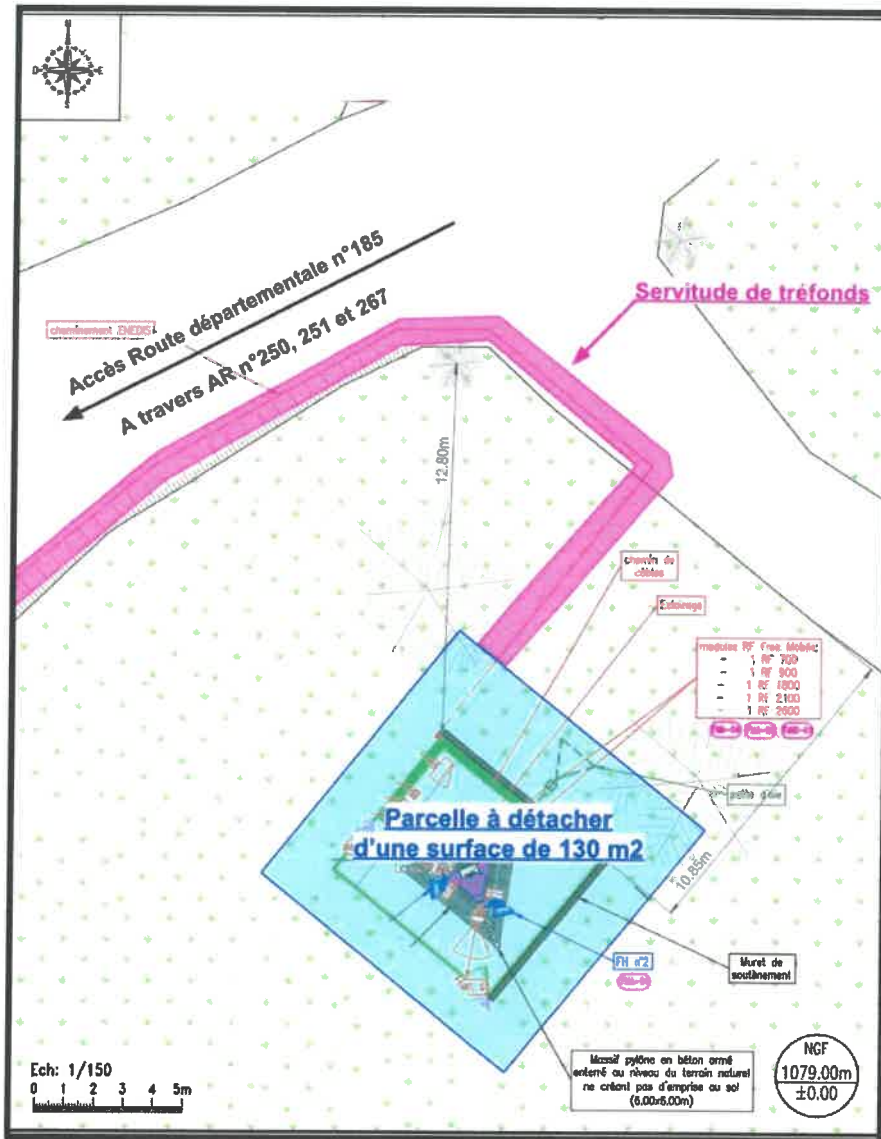 N
E
S
Accès Route départementale n°185
A travers AR n°250, 251 et 267
cheminement ENEDIS
Servitude de tréfonds
12.80m
chemin de
câbles
Eclairage
modules RF Free Mobile:
- 1 RF 700
- 1 RF 900
- 1 RF 1800
- 1 RF 2100
- 1 RF 2600
Parcelle à détacher
d'une surface de 130 m2
10.85m
FH n°2
Muret de
soutènement
Massif pylône en béton armé
enterré au niveau du terrain naturel
ne créant pas d'emprise au sol
(6.00x6.00m)
NGF
1079.00m
±0.00
Ech: 1/150
0 1 2 3 4 5m